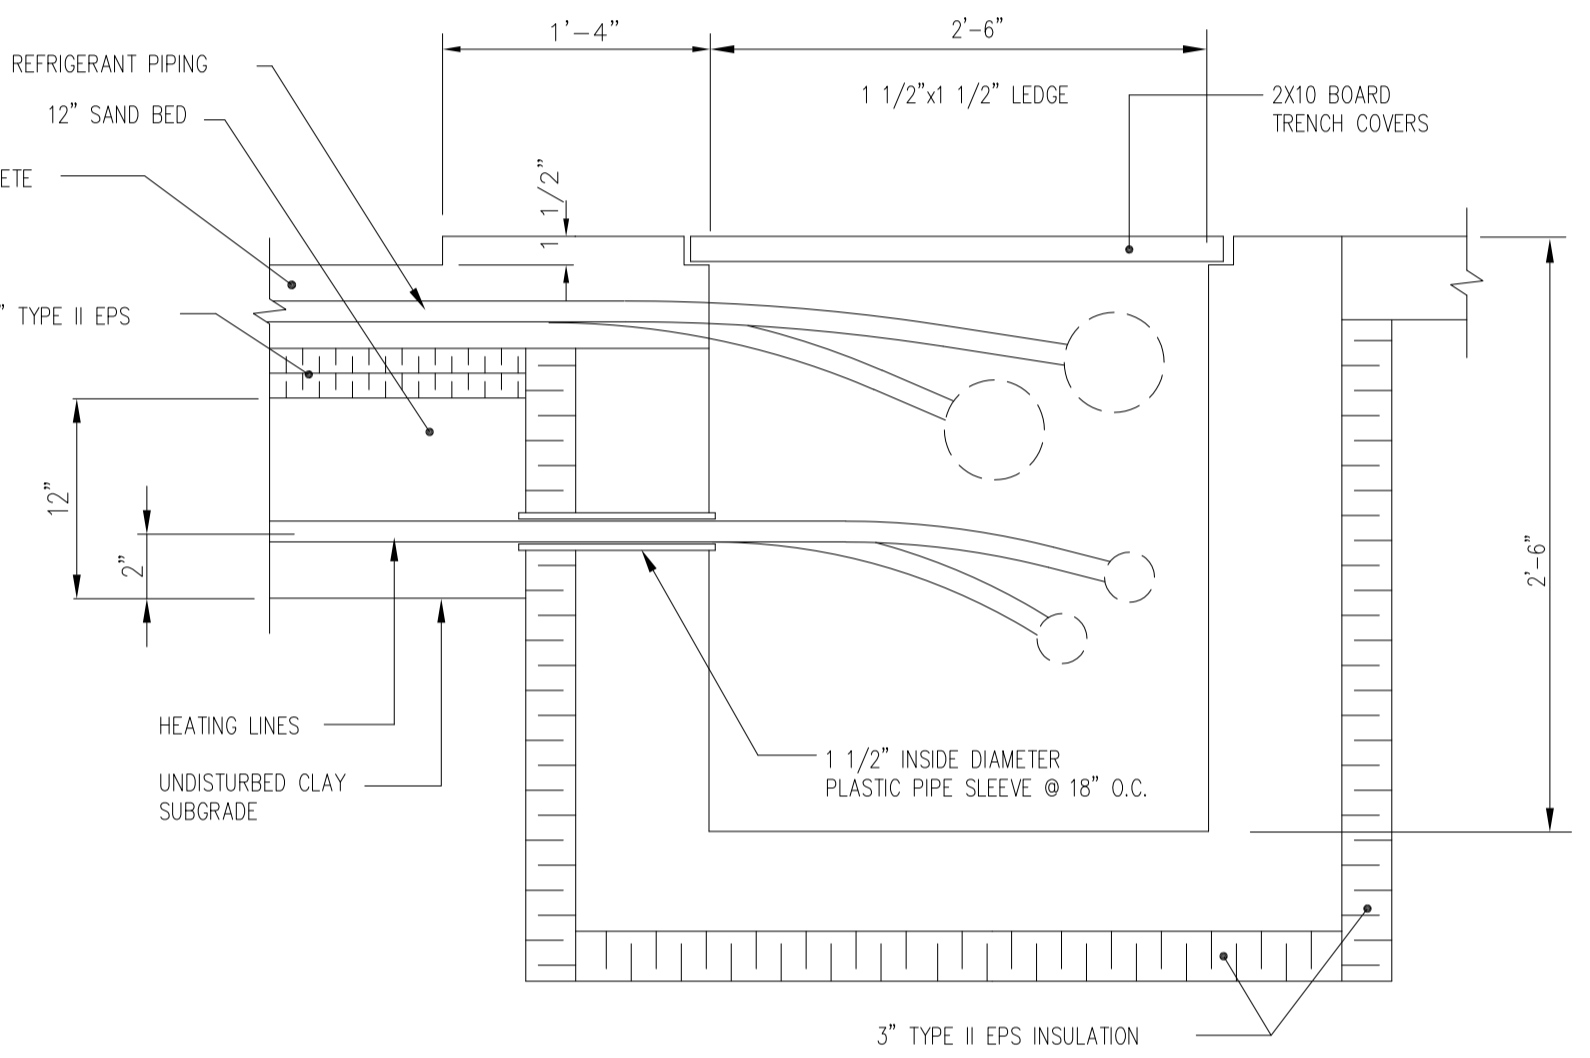 1'-4"
2'-6"
REFRIGERANT PIPING
1 1/2"x1 1/2" LEDGE
2X10 BOARD
TRENCH COVERS
12" SAND BED
ETE
1 1/2"
" TYPE II EPS
12"
2"
2'-6"
HEATING LINES
UNDISTURBED CLAY
SUBGRADE
1 1/2" INSIDE DIAMETER
PLASTIC PIPE SLEEVE @ 18" O.C.
3" TYPE II EPS INSULATION